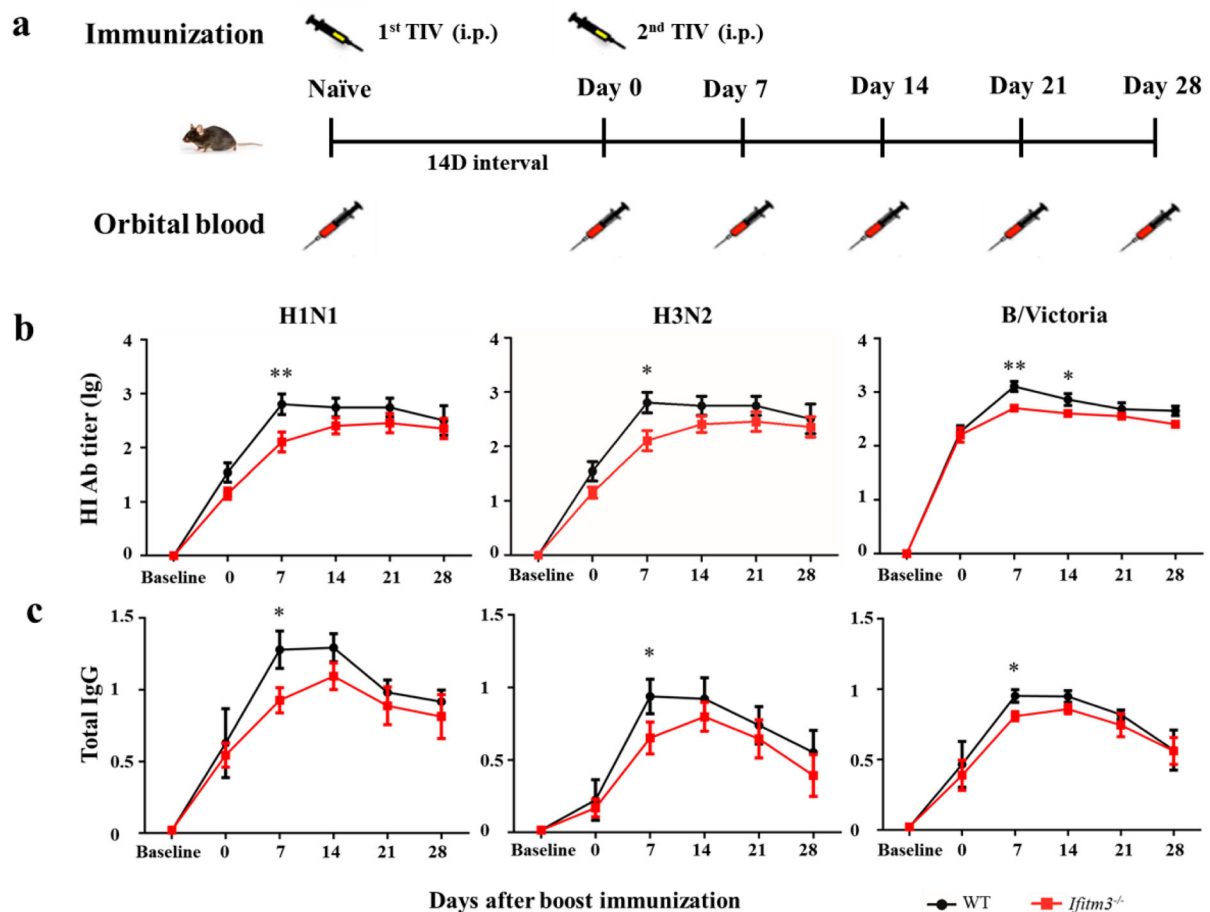 a
Immunization
1st TIV (i.p.)
2nd TIV (i.p.)
Naïve
Day 0
Day 7
Day 14
Day 21
Day 28
14D interval
Orbital blood
b
H1N1
H3N2
B/Victoria
HI Ab titer (lg)
4
3
2
1
0
**
Baseline 0 7 14 21 28
4
3
2
1
0
*
Baseline 0 7 14 21 28
4
3
2
1
0
** *
Baseline 0 7 14 21 28
c
Total IgG
1.5
1
0.5
0
*
Baseline 0 7 14 21 28
1.5
1
0.5
0
*
Baseline 0 7 14 21 28
1.5
1
0.5
0
*
Baseline 0 7 14 21 28
Days after boost immunization
WT
Ifitm3-/-